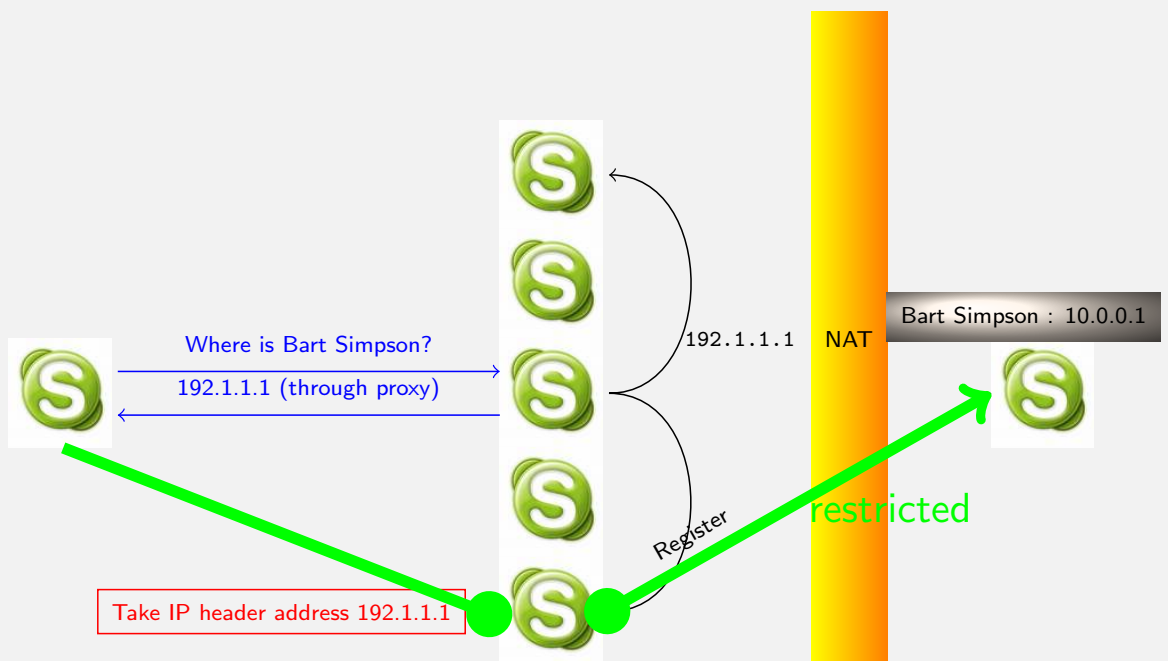 S
S
Bart Simpson : 10.0.0.1
Where is Bart Simpson?
192.1.1.1
NAT
S
192.1.1.1 (through proxy)
S
S
S
restricted
Register
Take IP header address 192.1.1.1
S